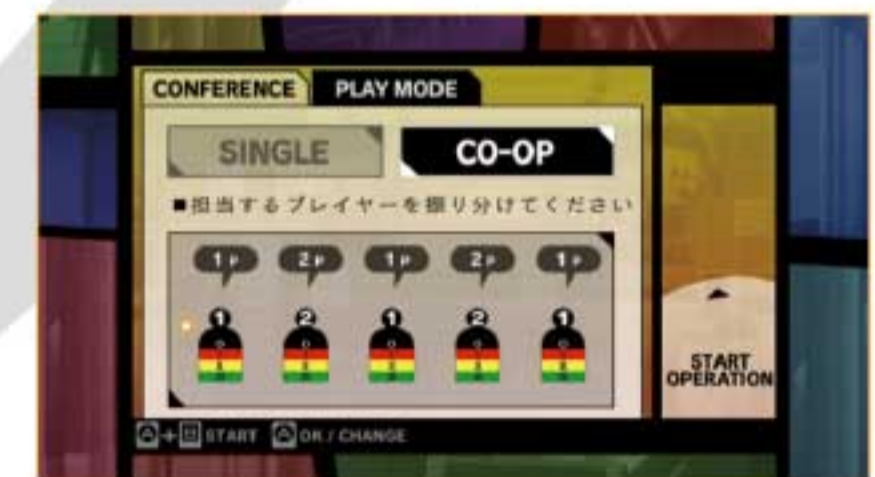 CONFERENCE PLAY MODE
SINGLE CO-OP
■担当するプレイヤーを振り分けてください
1P 2P 1P 2P 1P
1 2 1 2 1
START
OPERATION
START OK / CHANGE